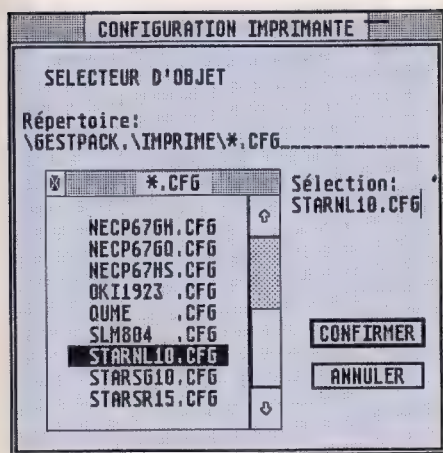 CONFIGURATION IMPRIMANTE
SELECTEUR D'OBJET
Répertoire:
\GESTPACK.\IMPRIME\*.CFG
*.CFG
NECP67GH.CFG
NECP67GQ.CFG
NECP67HS.CFG
OKI1923 .CFG
QUME .CFG
SLM804 .CFG
STARNL10.CFG
STARSG10.CFG
STARSR15.CFG
Sélection:
STARNL10.CFG
CONFIRMER
ANNULER